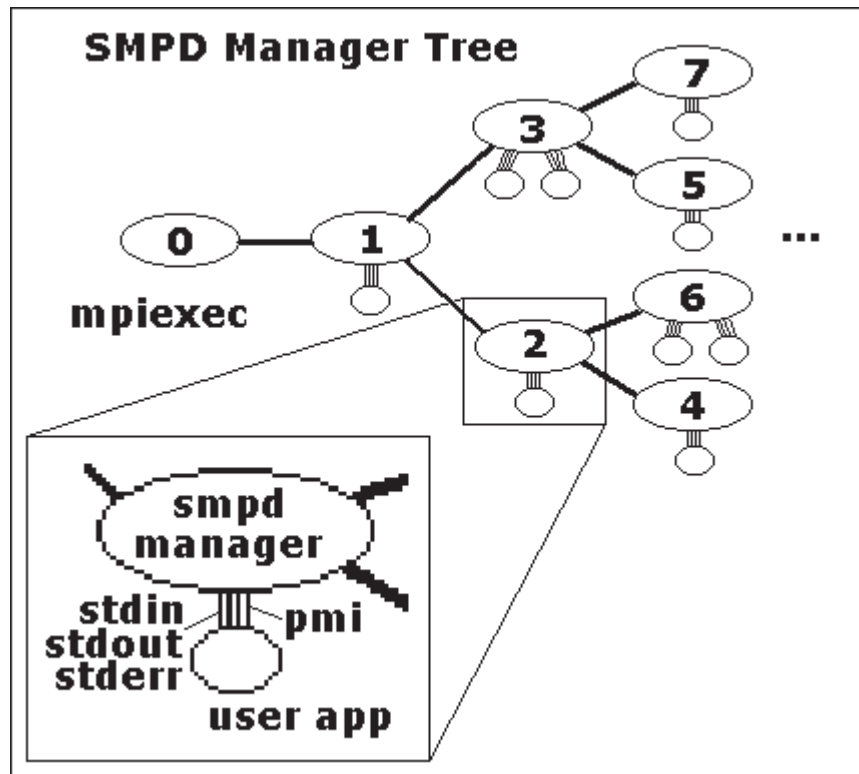 SMPD Manager Tree
7
3
5
0
1
...
mpiexec
6
2
4
smpd
manager
stdin
pmi
stdout
stderr
user app